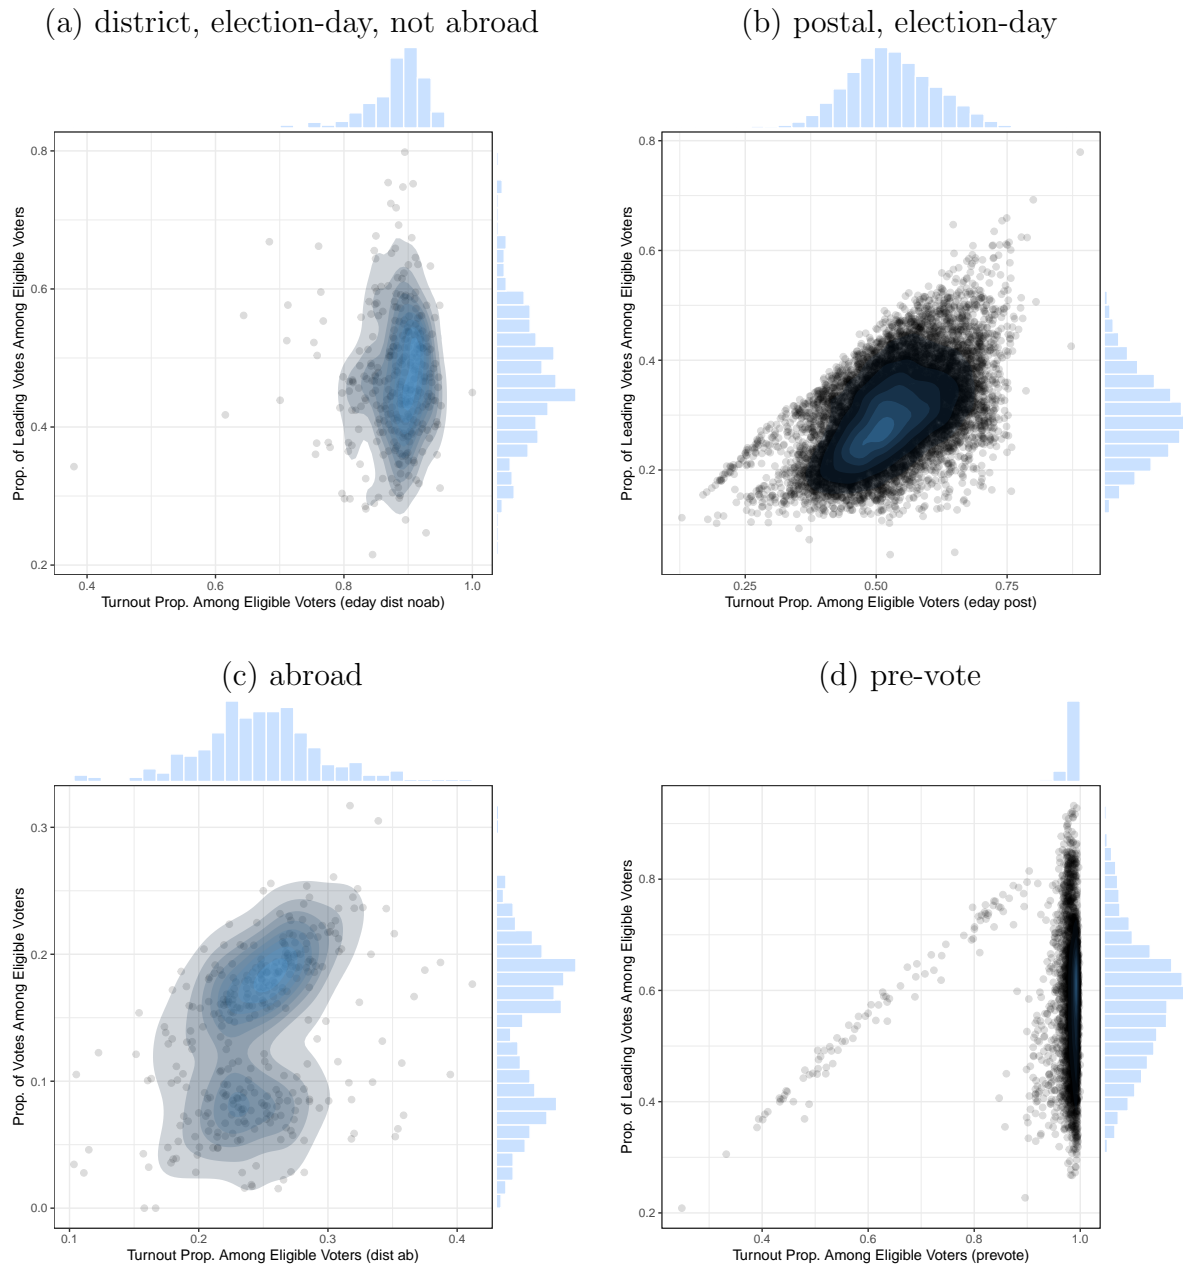 (a) district, election-day, not abroad
0.8
0.6
0.4
0.2
Prop. of Leading Votes Among Eligible Voters
0.4
0.6
0.8
1.0
Turnout Prop. Among Eligible Voters (eday dist noab)
(b) postal, election-day
0.8
0.6
0.4
0.2
Prop. of Leading Votes Among Eligible Voters
0.25
0.50
0.75
Turnout Prop. Among Eligible Voters (eday post)
(c) abroad
0.3
0.2
0.1
0.0
Prop. of Votes Among Eligible Voters
0.1
0.2
0.3
0.4
Turnout Prop. Among Eligible Voters (dist ab)
(d) pre-vote
0.8
0.6
0.4
0.2
Prop. of Leading Votes Among Eligible Voters
0.4
0.6
0.8
1.0
Turnout Prop. Among Eligible Voters (prevote)